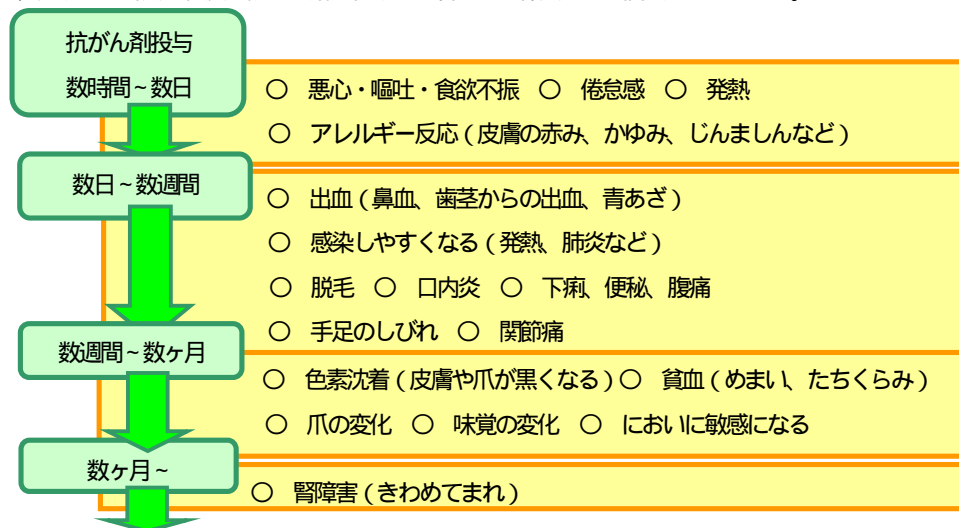 抗がん剤投与
数時間~数日
○ 悪心・嘔吐・食欲不振 ○ 倦怠感 ○ 発熱
○ アレルギー反応(皮膚の赤み、かゆみ、じんましんなど)
数日~数週間
○ 出血(鼻血、歯茎からの出血、青あざ)
○ 感染しやすくなる(発熱、肺炎など)
○ 脱毛 ○ 口内炎 ○ 下痢、便秘、腹痛
○ 手足のしびれ ○ 関節痛
数週間~数ヶ月
○ 色素沈着(皮膚や爪が黒くなる)○ 貧血(めまい、たちくらみ)
○ 爪の変化 ○ 味覚の変化 ○ においに敏感になる
数ヶ月~
○ 腎障害(きわめてまれ)